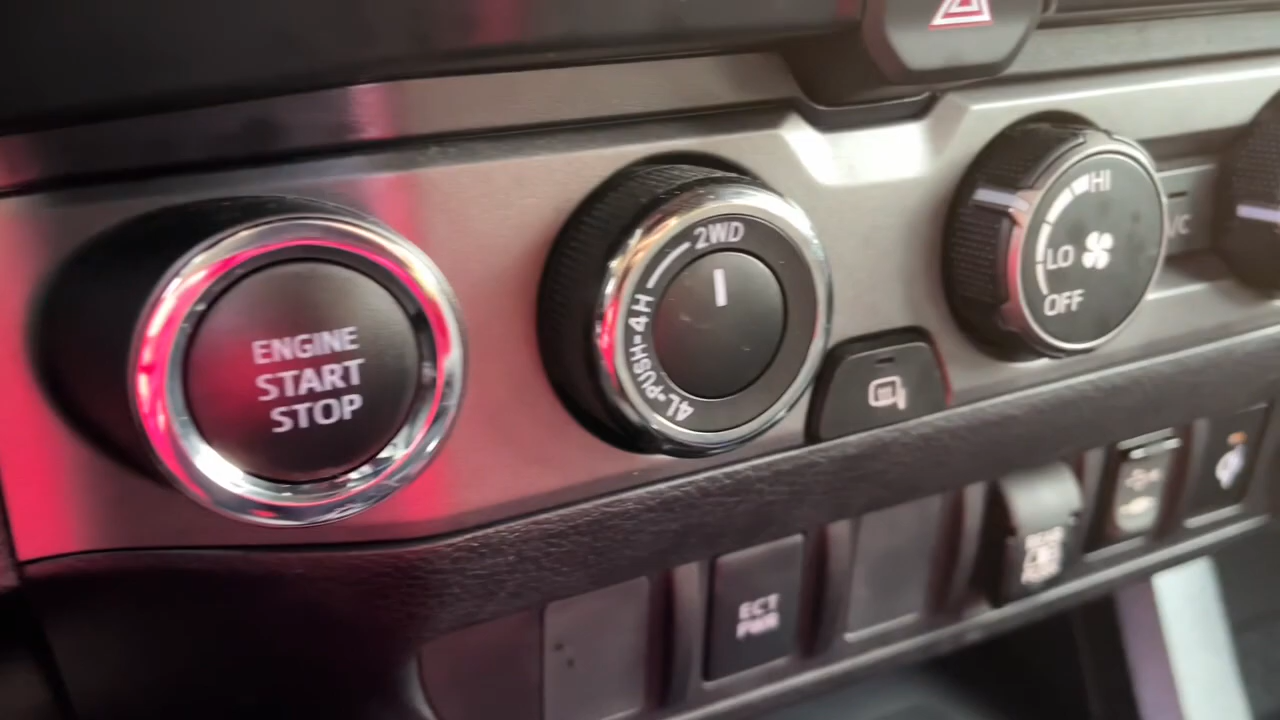 ENGINE
START
STOP
2WD
4L-PUSH-4H
HI
LO
OFF
ECT
PWR